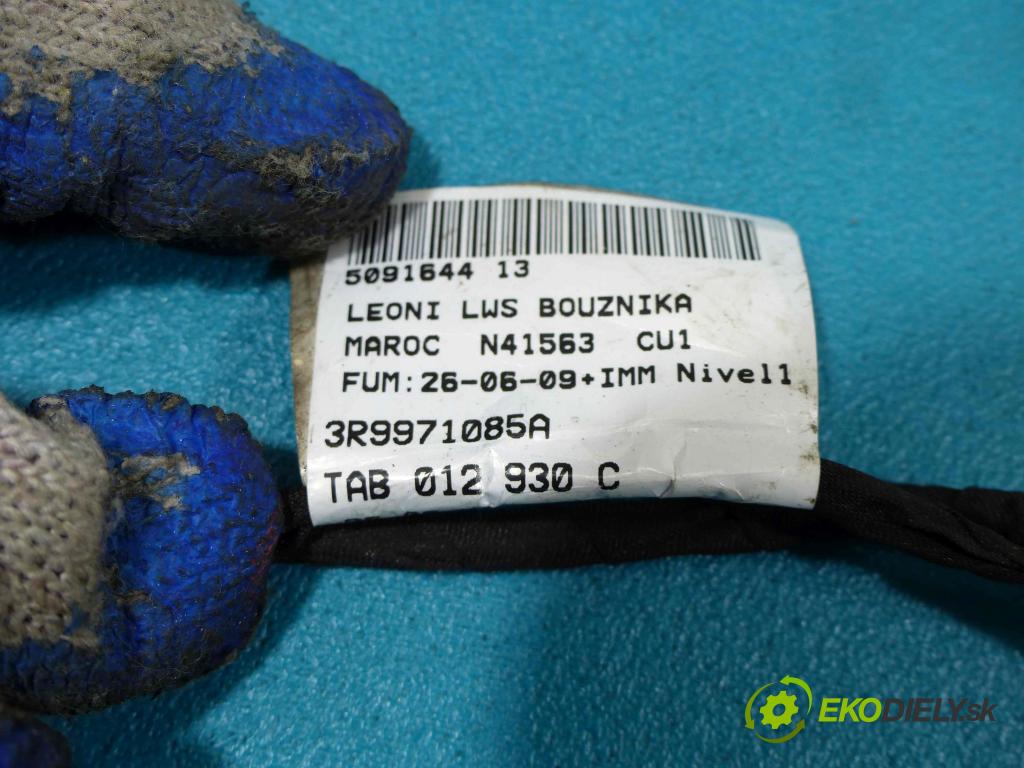 5091644 13
LEONI LWS BOUZNIKA
MAROC N41563 CU1
FUM:26-06-09+IMM Nivel1
3R9971085A
TAB 012 930 C
EKODIELY.sk